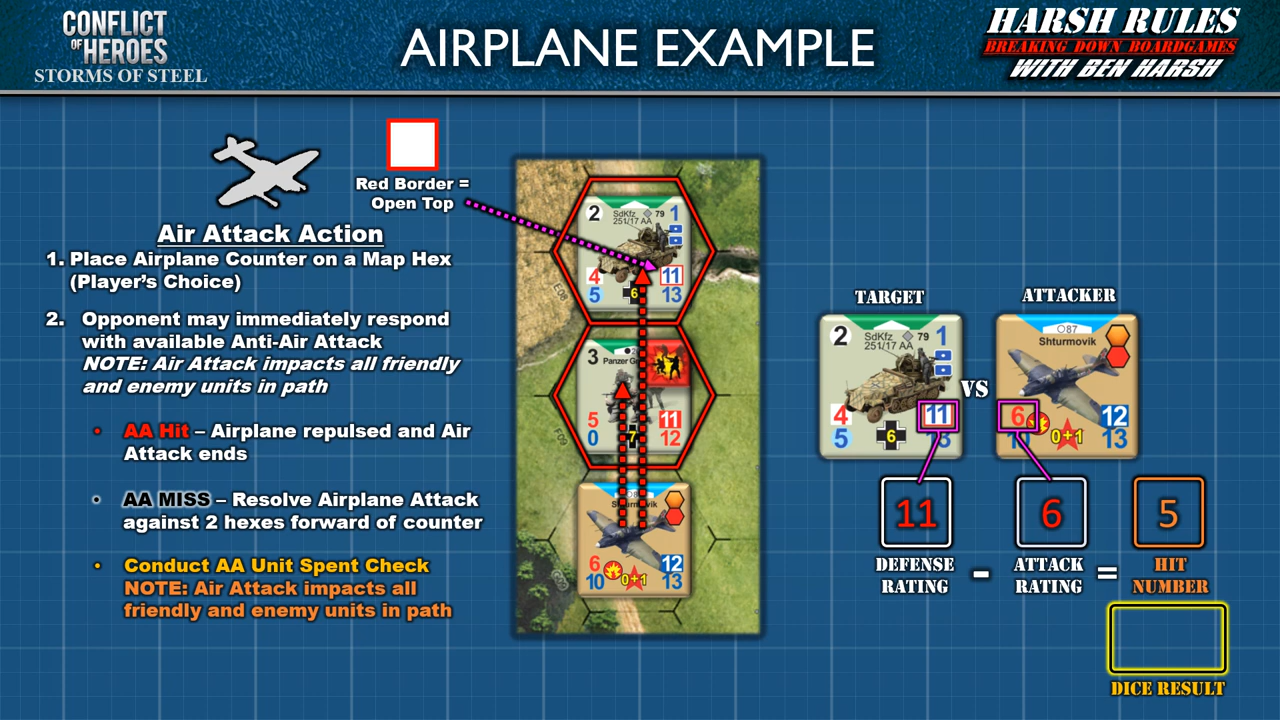 CONFLICT
OF
HEROES
STORMS OF STEEL
AIRPLANE EXAMPLE
HARSH RULES
BREAKING DOWN BOARDGAMES
WITH BEN HARSH
Red Border =
Open Top
Air Attack Action
1. Place Airplane Counter on a Map Hex
(Player's Choice)
2. Opponent may immediately respond
with available Anti-Air Attack
NOTE: Air Attack impacts all friendly
and enemy units in path
• AA Hit – Airplane repulsed and Air
Attack ends
• AA MISS – Resolve Airplane Attack
against 2 hexes forward of counter
• Conduct AA Unit Spent Check
NOTE: Air Attack impacts all
friendly and enemy units in path
2 SdKfz 79 1
251/17 AA
4 11
5 6 13
E08
3
Panzer
5 11
0 7 12
F09
6 12
10 0+1 13
TARGET
ATTACKER
2 SdKfz 79 1
251/17 AA
4 11
5 6 13
VS
87
Shturmovik
6 12
10 0+1 13
11 6 5
DEFENSE
RATING
-
ATTACK
RATING
=
HIT
NUMBER
DICE RESULT